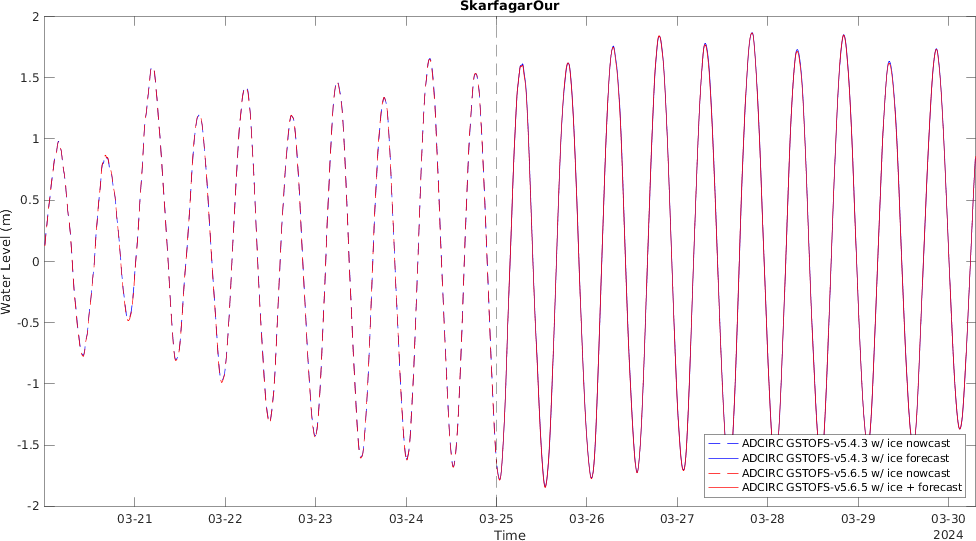 SkarfagarOur
Water Level (m)
2
1.5
1
0.5
0
-0.5
-1
-1.5
-2
ADCIRC GSTOFS-v5.4.3 w/ ice nowcast
ADCIRC GSTOFS-v5.4.3 w/ ice forecast
ADCIRC GSTOFS-v5.6.5 w/ ice nowcast
ADCIRC GSTOFS-v5.6.5 w/ ice + forecast
03-21 03-22 03-23 03-24 03-25 03-26 03-27 03-28 03-29 03-30
Time
2024